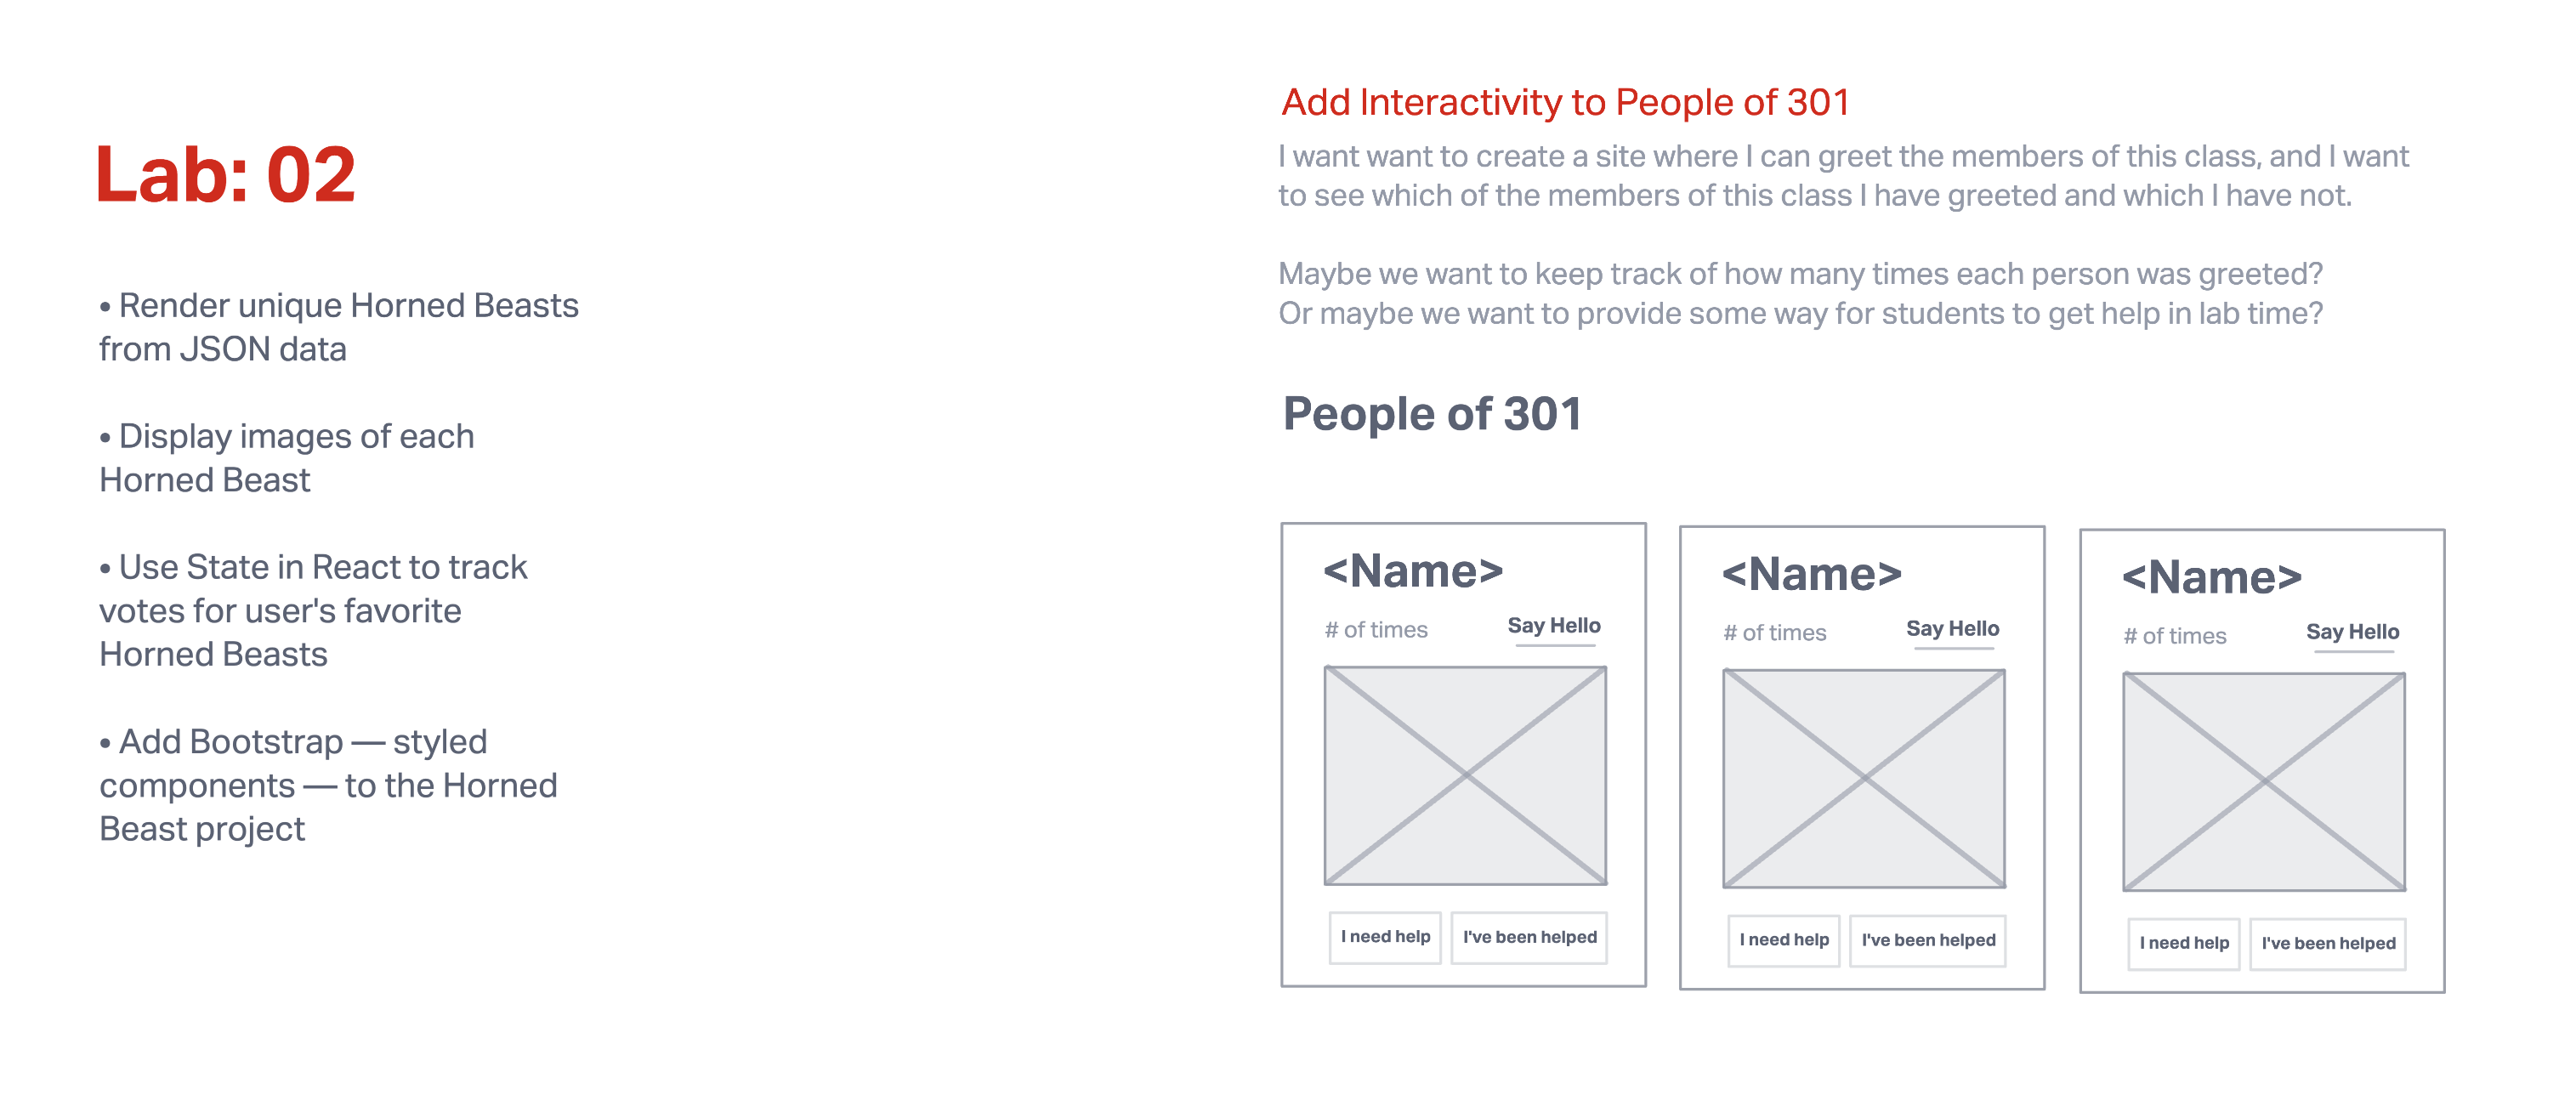 Lab: 02
• Render unique Horned Beasts
from JSON data
• Display images of each
Horned Beast
• Use State in React to track
votes for user's favorite
Horned Beasts
• Add Bootstrap — styled
components — to the Horned
Beast project
Add Interactivity to People of 301
I want want to create a site where I can greet the members of this class, and I want
to see which of the members of this class I have greeted and which I have not.
Maybe we want to keep track of how many times each person was greeted?
Or maybe we want to provide some way for students to get help in lab time?
People of 301
<Name>
# of times Say Hello
I need help I've been helped
<Name>
# of times Say Hello
I need help I've been helped
<Name>
# of times Say Hello
I need help I've been helped